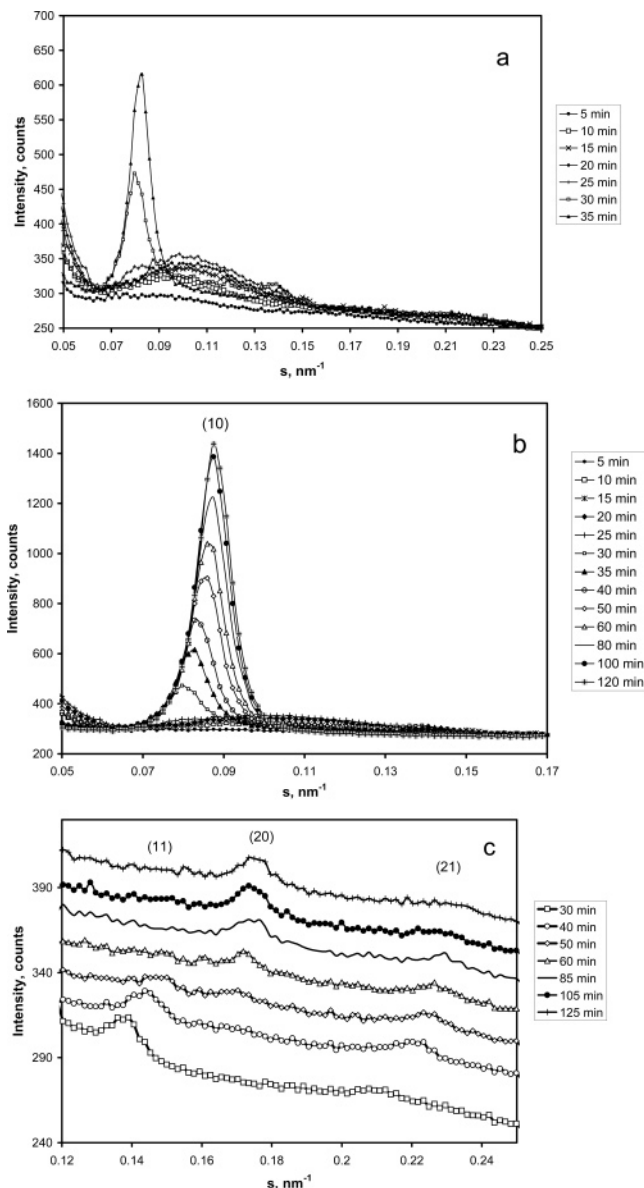 700
650
600
550
500
450
400
350
300
250
Intensity, counts
a
0.05 0.07 0.09 0.11 0.13 0.15 0.17 0.19 0.21 0.23 0.25
s, nm-1
5 min
10 min
15 min
20 min
25 min
30 min
35 min
1600
1400
1200
1000
800
600
400
200
Intensity, counts
(10)
b
0.05 0.07 0.09 0.11 0.13 0.15 0.17
s, nm-1
5 min
10 min
15 min
20 min
25 min
30 min
35 min
40 min
50 min
60 min
80 min
100 min
120 min
390
340
290
240
Intensity, counts
(11) (20) (21)
c
0.12 0.14 0.16 0.18 0.2 0.22 0.24
s, nm-1
30 min
40 min
50 min
60 min
85 min
105 min
125 min